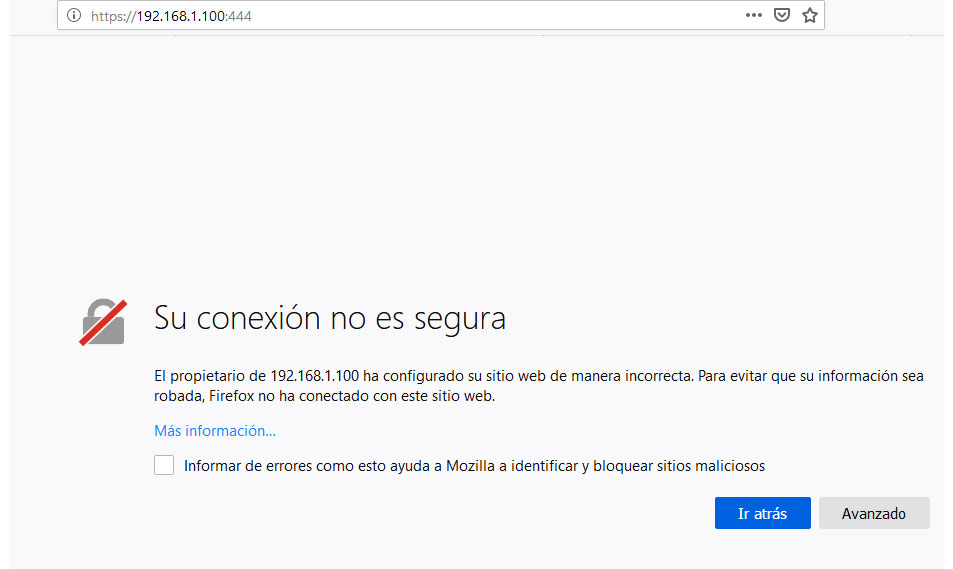 https://192.168.1.100:444
Su conexión no es segura
El propietario de 192.168.1.100 ha configurado su sitio web de manera incorrecta. Para evitar que su información sea
robada, Firefox no ha conectado con este sitio web.
Más información...
Informar de errores como esto ayuda a Mozilla a identificar y bloquear sitios maliciosos
Ir atrás
Avanzado